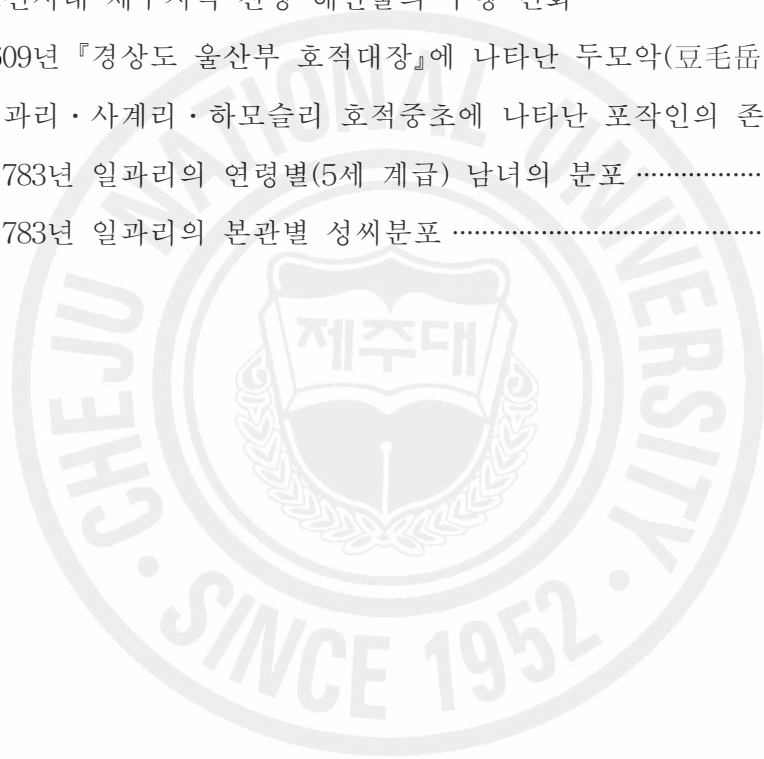 609년 『경상도 울산부 호적대장』에 나타난 두모악(豆毛岳
과리·사계리·하모슬리 호적중초에 나타난 포작인의 존
783년 일과리의 연령별(5세 계급) 남녀의 분포 ················
783년 일과리의 본관별 성씨분포 ········································
CHEJU NATIONAL UNIVERSITY
제주대
· SINCE 1952 ·